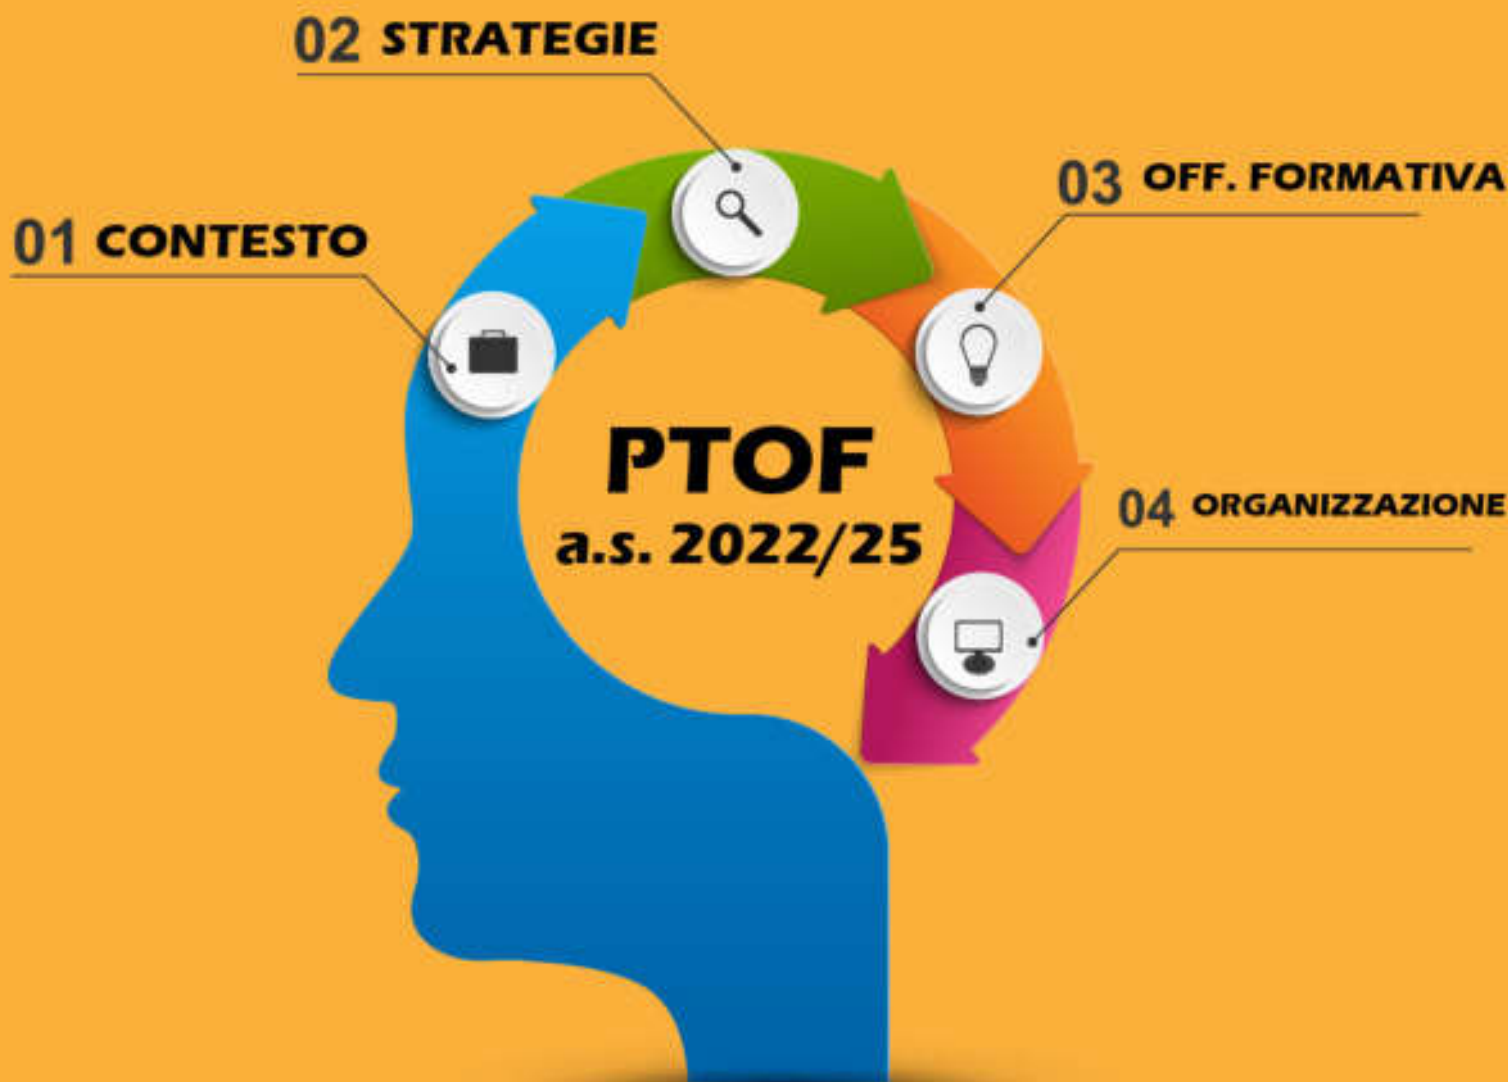 02 STRATEGIE
03 OFF. FORMATIVA
01 CONTESTO
PTOF
a.s. 2022/25
04 ORGANIZZAZIONE